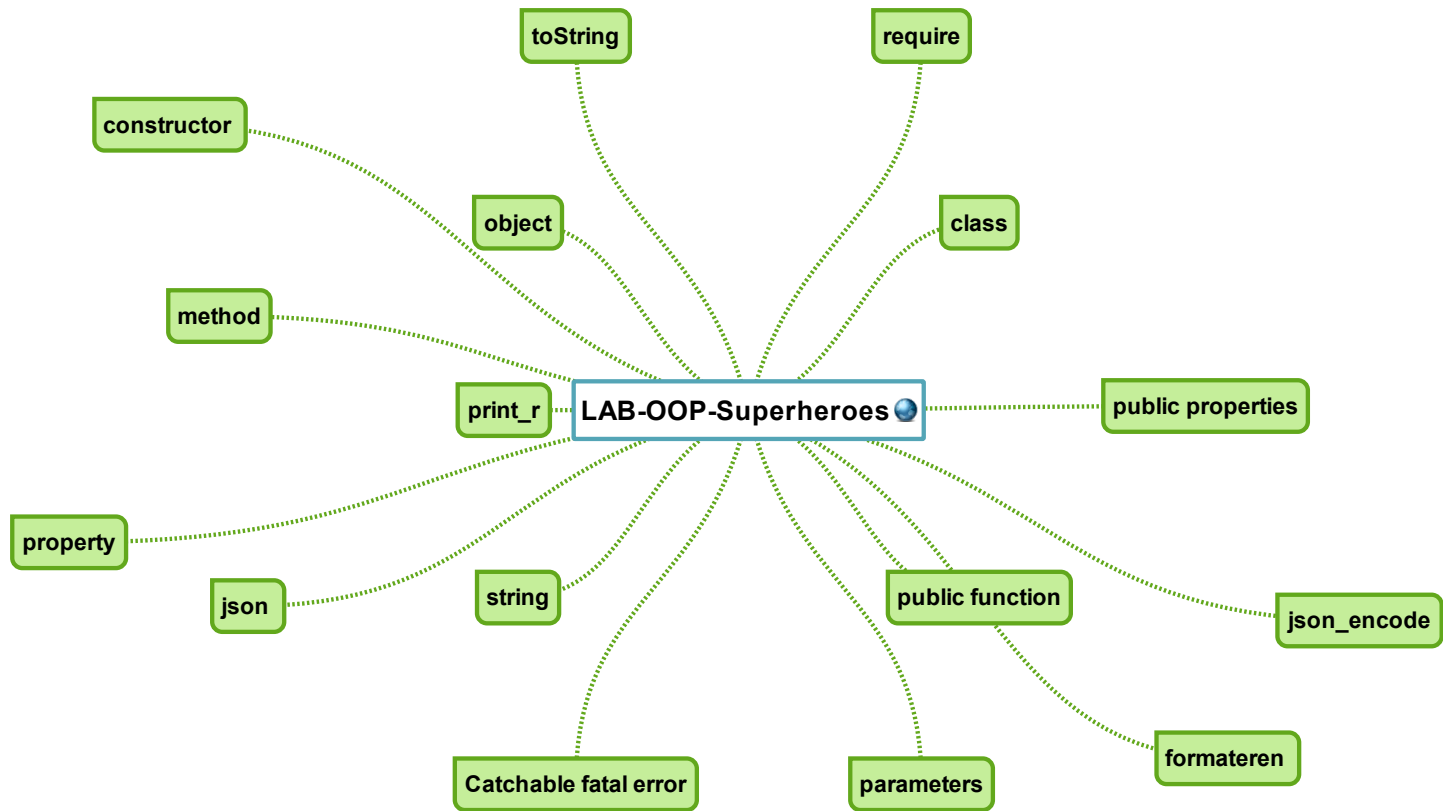 toString
require
constructor
object
class
method
print_r
LAB-OOP-Superheroes
public properties
property
json
string
public function
json_encode
Catchable fatal error
parameters
formateren